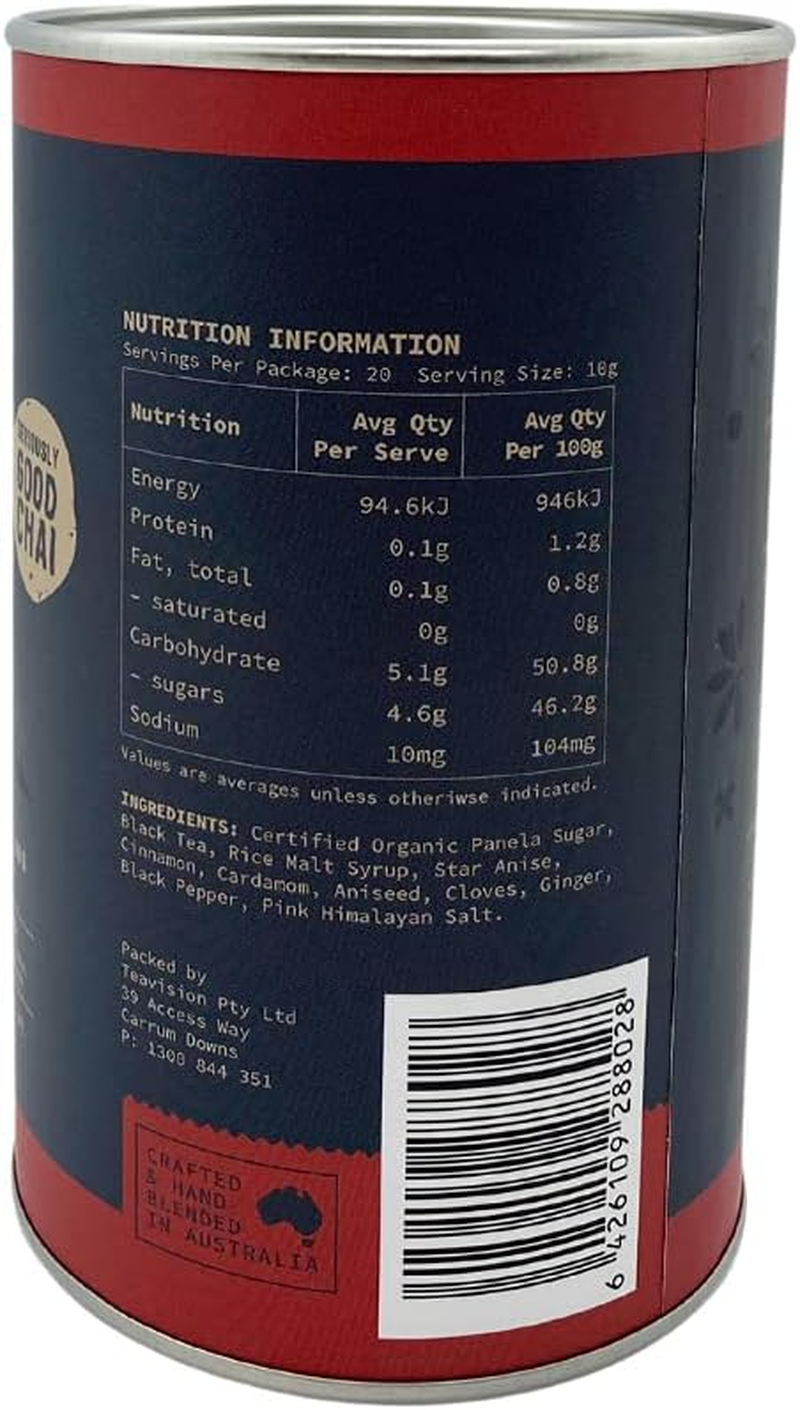 SERIOUSLY
GOOD
CHAI
NUTRITION INFORMATION
Servings Per Package: 20 Serving Size: 10g
Nutrition Avg Qty Per Serve Avg Qty Per 100g
Energy 94.6kJ 946kJ
Protein 0.1g 1.2g
Fat, total 0.1g 0.8g
- saturated 0g 0g
Carbohydrate 5.1g 50.8g
- sugars 4.6g 46.2g
Sodium 10mg 104mg
Values are averages unless otheriwse indicated.
INGREDIENTS: Certified Organic Panela Sugar,
Black Tea, Rice Malt Syrup, Star Anise,
Cinnamon, Cardamom, Aniseed, Cloves, Ginger,
Black Pepper, Pink Himalayan Salt.
Packed by
Teavision Pty Ltd
39 Access Way
Carrum Downs
P: 1300 844 351
CRAFTED
& HAND
BLENDED
IN AUSTRALIA
6 426109 288028